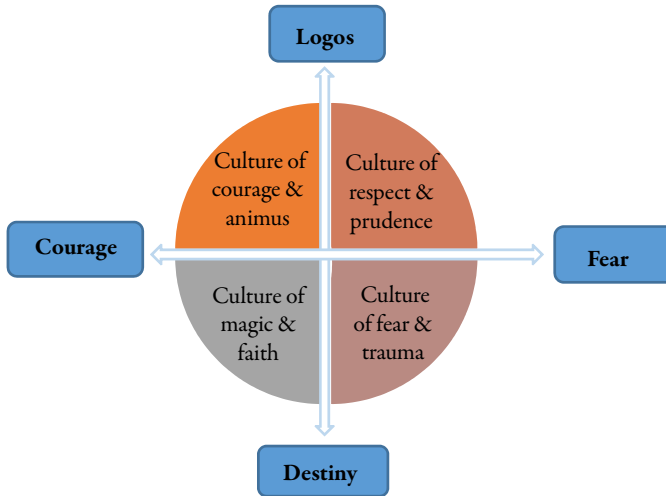 Logos
Culture of
courage &
animus
Culture of
respect &
prudence
Courage
Fear
Culture of
magic &
faith
Culture
of fear &
trauma
Destiny